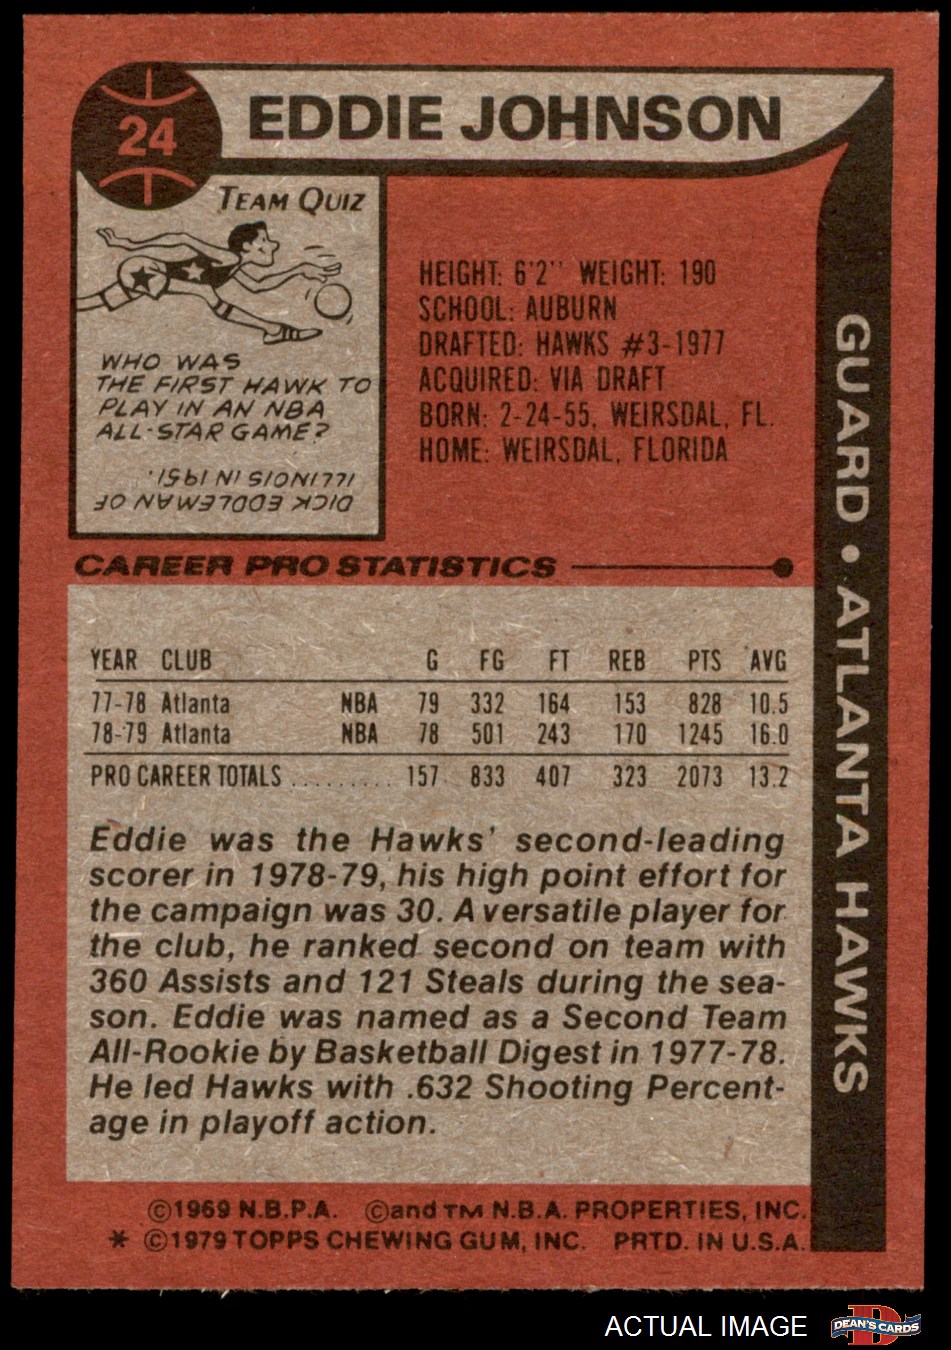 24
EDDIE JOHNSON
TEAM QUIZ
WHO WAS
THE FIRST HAWK TO
PLAY IN AN NBA
ALL-STAR GAME?
DICK EDDLEMAN OF
ILLINOIS IN 1951.
HEIGHT: 6'2" WEIGHT: 190
SCHOOL: AUBURN
DRAFTED: HAWKS #3-1977
ACQUIRED: VIA DRAFT
BORN: 2-24-55, WEIRSDAL, FL.
HOME: WEIRSDAL, FLORIDA
GUARD • ATLANTA HAWKS
CAREER PRO STATISTICS
YEAR CLUB G FG FT REB PTS AVG
77-78 Atlanta NBA 79 332 164 153 828 10.5
78-79 Atlanta NBA 78 501 243 170 1245 16.0
PRO CAREER TOTALS ......... 157 833 407 323 2073 13.2
Eddie was the Hawks' second-leading
scorer in 1978-79, his high point effort for
the campaign was 30. A versatile player for
the club, he ranked second on team with
360 Assists and 121 Steals during the sea-
son. Eddie was named as a Second Team
All-Rookie by Basketball Digest in 1977-78.
He led Hawks with .632 Shooting Percent-
age in playoff action.
©1969 N.B.P.A. ©and TM N.B.A. PROPERTIES, INC.
* ©1979 TOPPS CHEWING GUM, INC. PRTD. IN U.S.A.
ACTUAL IMAGE
D
DEAN'S CARDS